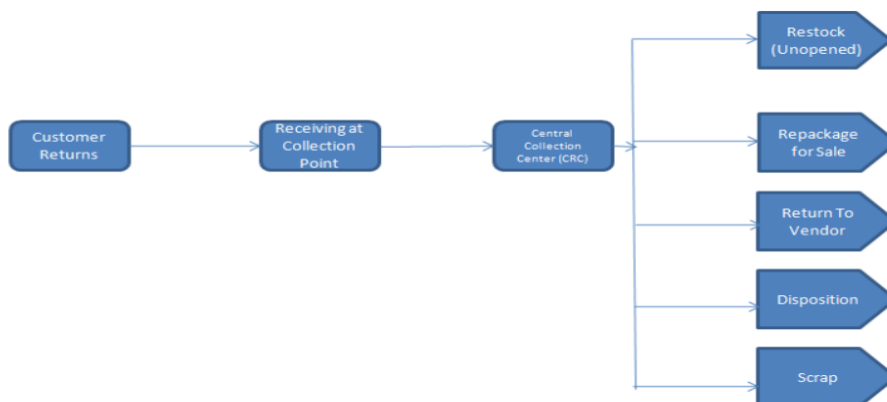 Customer
Returns
Receiving at
Collection
Point
Central
Collection
Center (CRC)
Restock
(Unopened)
Repackage
for Sale
Return To
Vendor
Disposition
Scrap